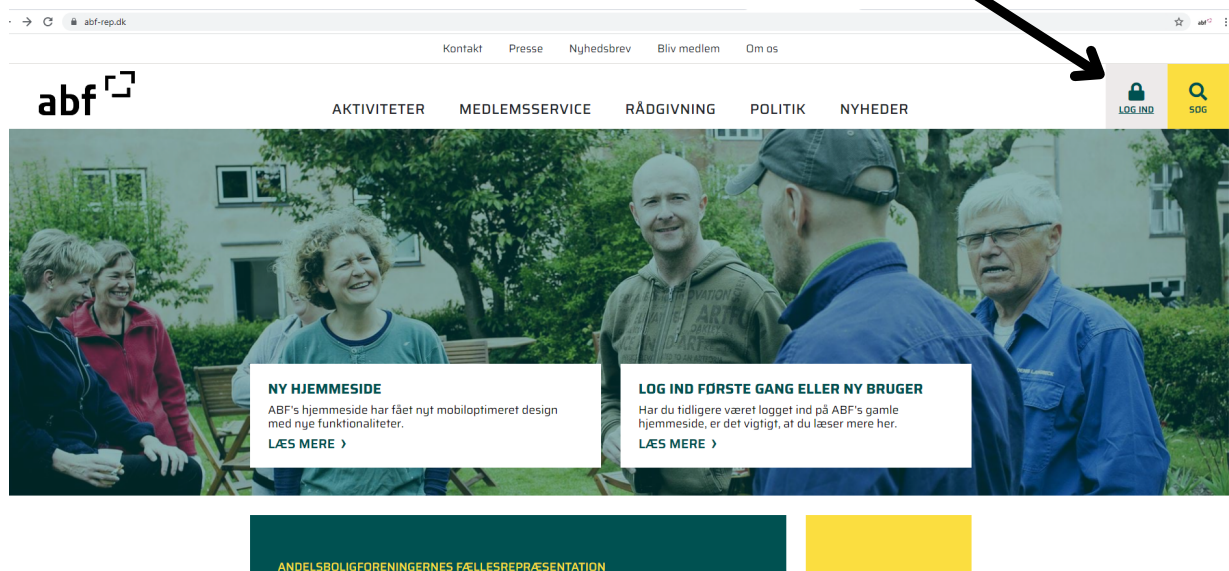 abf-rep.dk
Kontakt Presse Nyhedsbrev Bliv medlem Om os
abf
AKTIVITETER MEDLEMSSERVICE RÅDGIVNING POLITIK NYHEDER
LOG IND
SØG
NY HJEMMESIDE
ABF's hjemmeside har fået nyt mobiloptimeret design
med nye funktionaliteter.
LÆS MERE
LOG IND FØRSTE GANG ELLER NY BRUGER
Har du tidligere været logget ind på ABF's gamle
hjemmeside, er det vigtigt, at du læser mere her.
LÆS MERE
ANDELSBOLIGFORENINGERNES FÆLLESREPRÆSENTATION